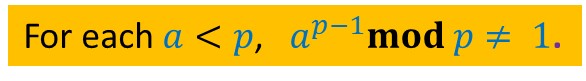 For each a < p, a^{p−1} mod p ≠ 1.